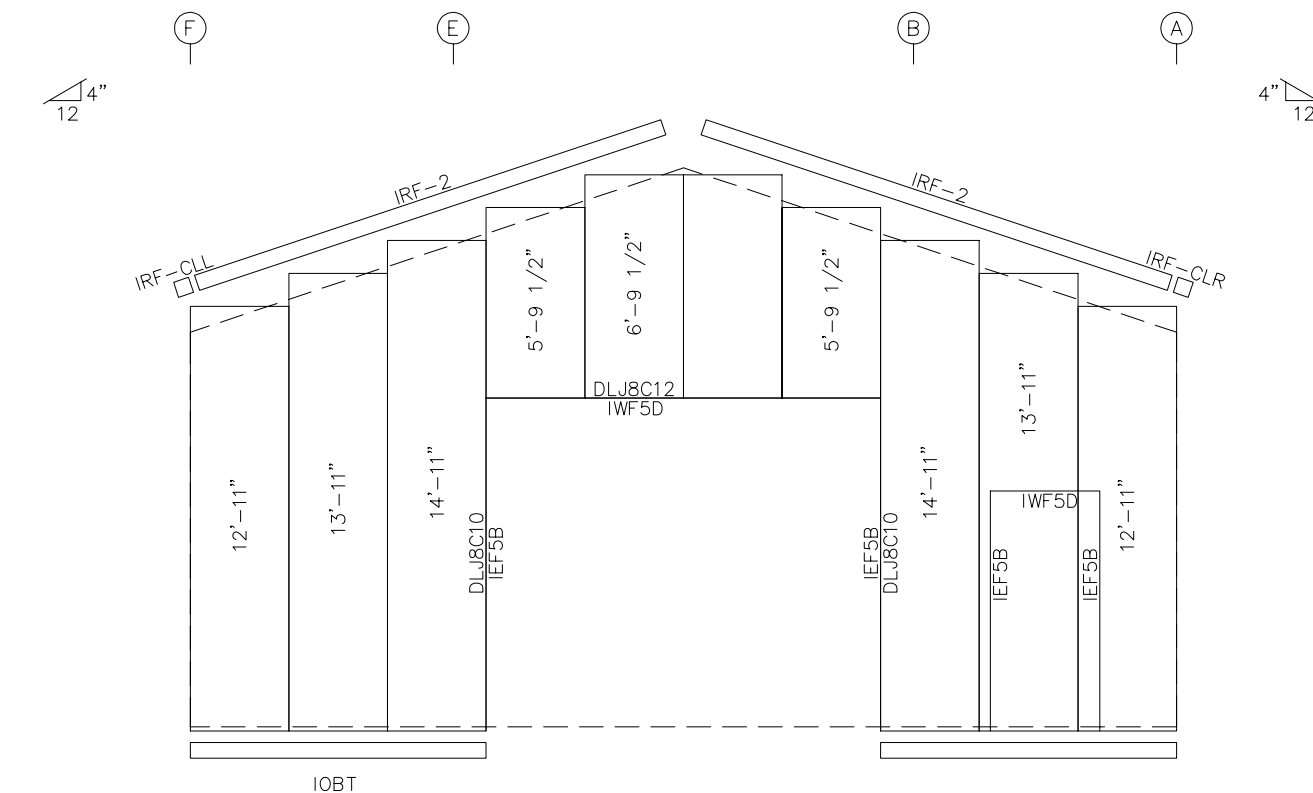 F
E
B
A
4"
12
4"
12
IRF-2
IRF-2
IRF-CLL
IRF-CLR
5'-9 1/2"
6'-9 1/2"
5'-9 1/2"
DLJ8C12
IWF5D
12'-11"
13'-11"
14'-11"
DLJ8C10
IEF5B
IEF5B
DLJ8C10
14'-11"
13'-11"
IWF5D
IEF5B
IEF5B
12'-11"
IOBT